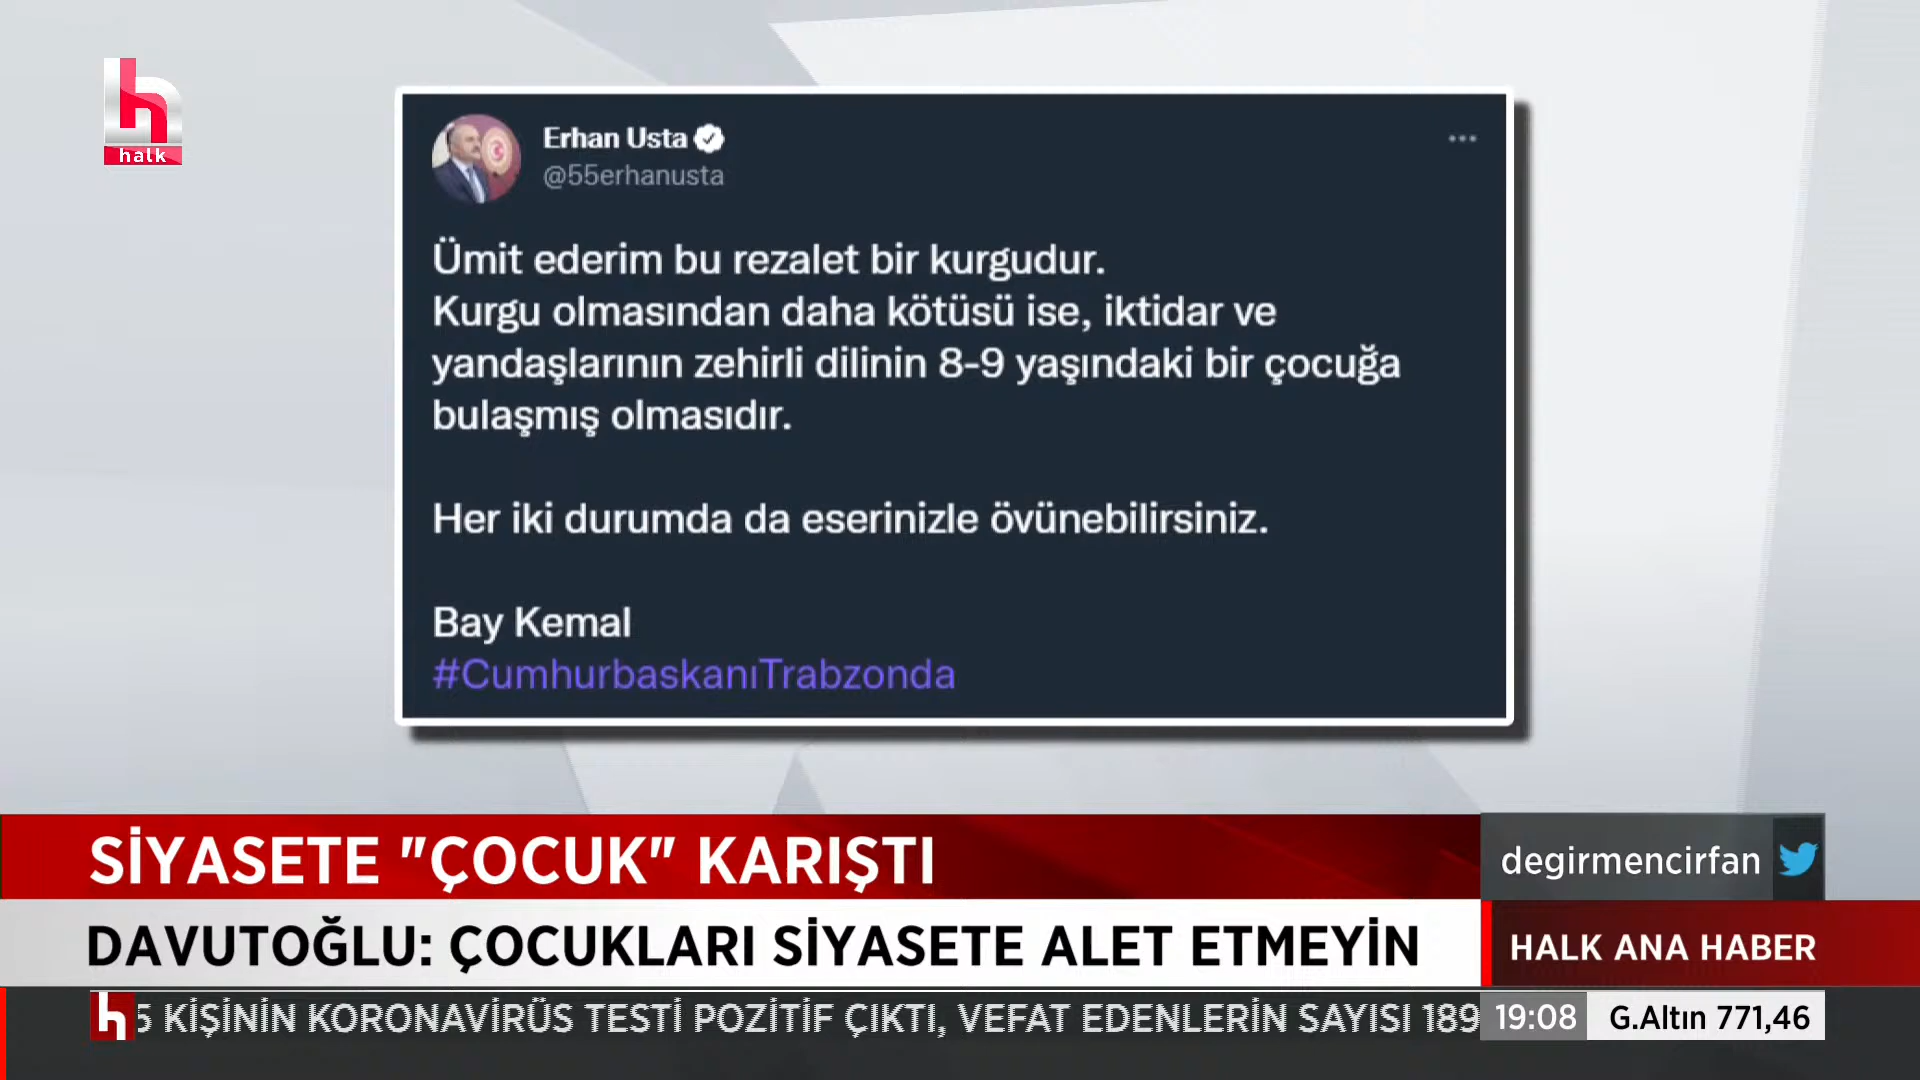 halk
Erhan Usta
@55erhanusta
Ümit ederim bu rezalet bir kurgudur.
Kurgu olmasından daha kötüsü ise, iktidar ve
yandaşlarının zehirli dilinin 8-9 yaşındaki bir çocuğa
bulaşmış olmasıdır.
Her iki durumda da eserinizle övünebilirsiniz.
Bay Kemal
#CumhurbaskanıTrabzonda
SİYASETE "ÇOCUK" KARIŞTI
degirmencirfan
DAVUTOĞLU: ÇOCUKLARI SİYASETE ALET ETMEYİN
HALK ANA HABER
5 KİŞİNİN KORONAVİRÜS TESTİ POZİTİF ÇIKTI, VEFAT EDENLERİN SAYISI 189
19:08
G.Altın 771,46